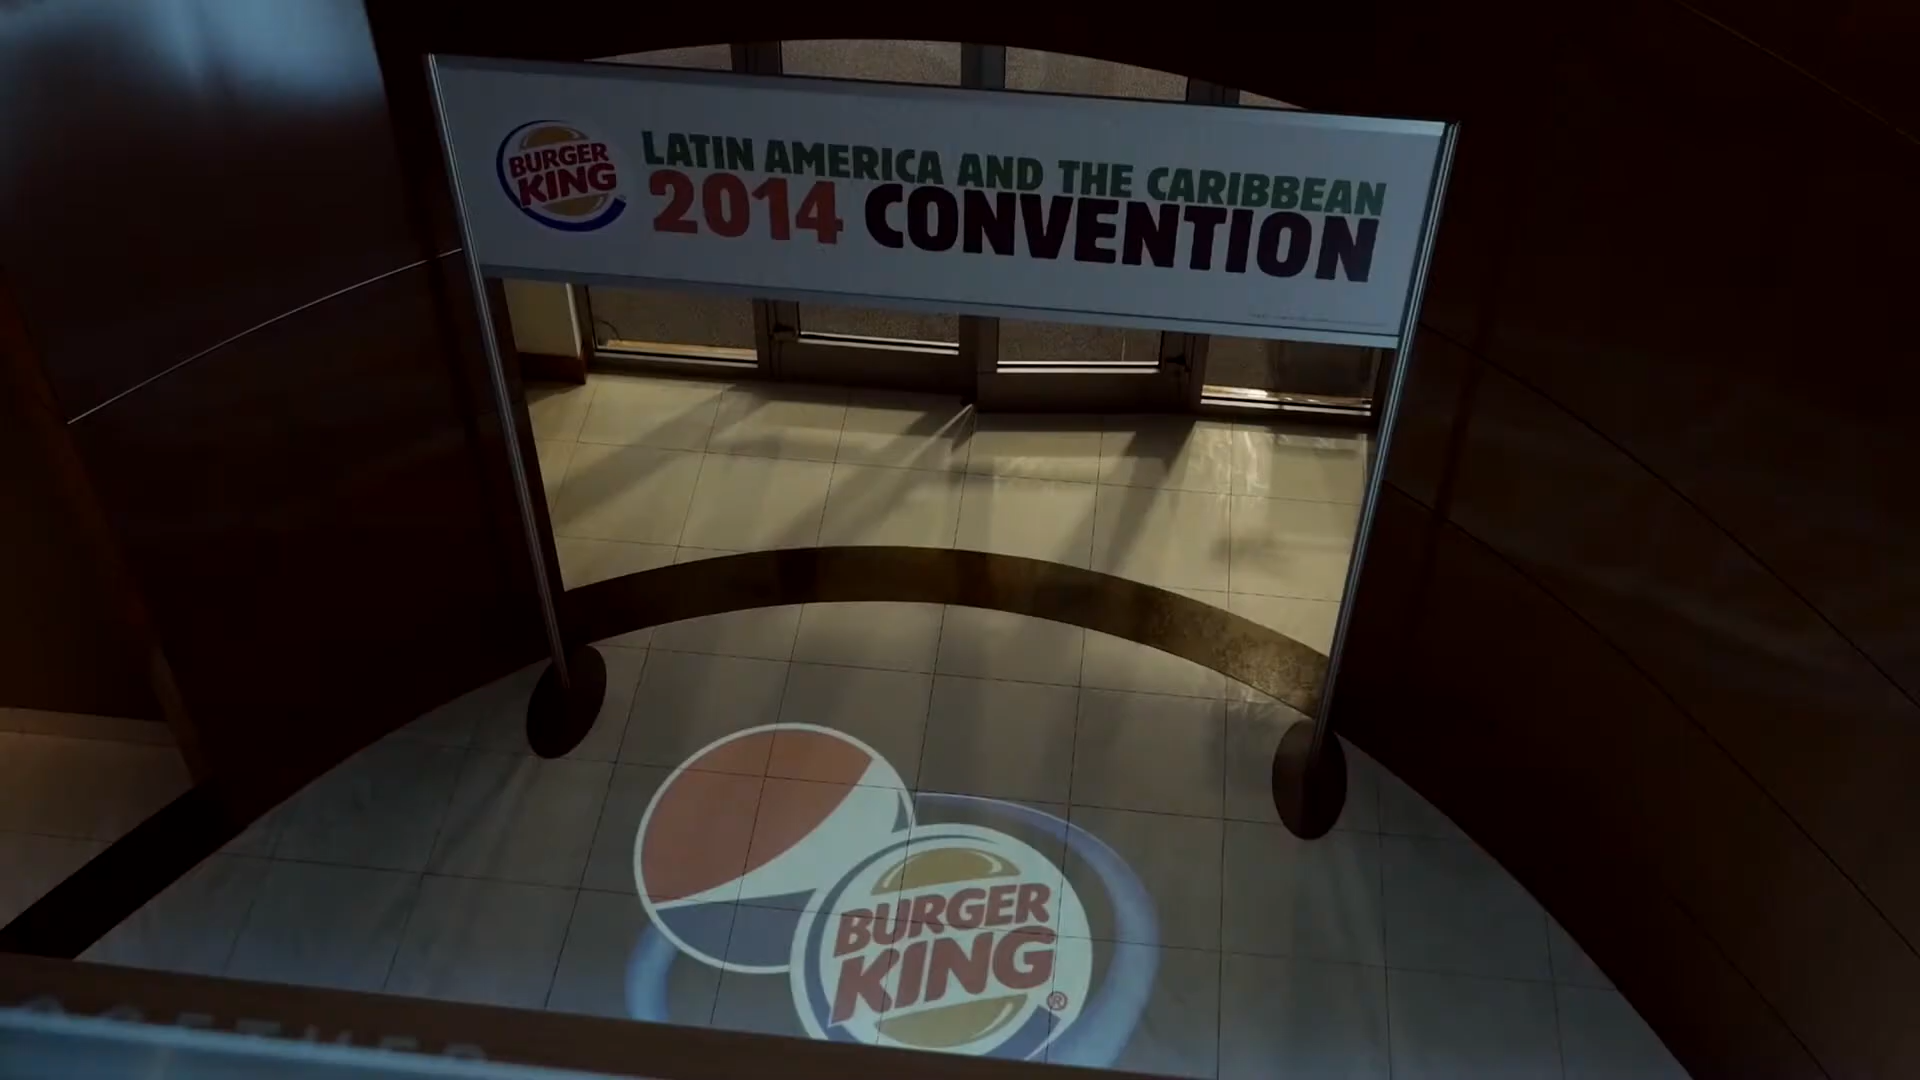 BURGER
KING
LATIN AMERICA AND THE CARIBBEAN
2014 CONVENTION
BURGER
KING®